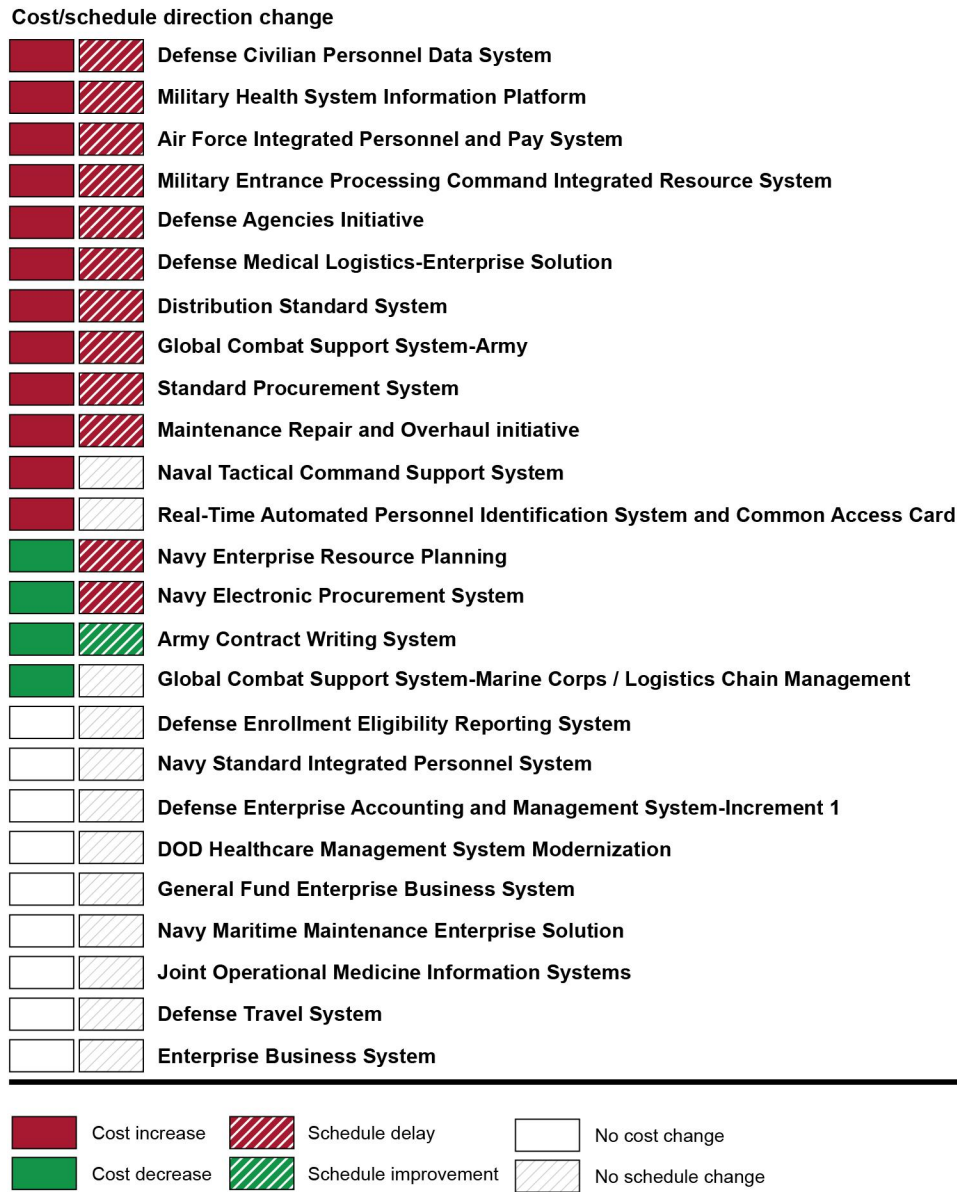 Cost/schedule direction change
Defense Civilian Personnel Data System
Military Health System Information Platform
Air Force Integrated Personnel and Pay System
Military Entrance Processing Command Integrated Resource System
Defense Agencies Initiative
Defense Medical Logistics-Enterprise Solution
Distribution Standard System
Global Combat Support System-Army
Standard Procurement System
Maintenance Repair and Overhaul initiative
Naval Tactical Command Support System
Real-Time Automated Personnel Identification System and Common Access Card
Navy Enterprise Resource Planning
Navy Electronic Procurement System
Army Contract Writing System
Global Combat Support System-Marine Corps / Logistics Chain Management
Defense Enrollment Eligibility Reporting System
Navy Standard Integrated Personnel System
Defense Enterprise Accounting and Management System-Increment 1
DOD Healthcare Management System Modernization
General Fund Enterprise Business System
Navy Maritime Maintenance Enterprise Solution
Joint Operational Medicine Information Systems
Defense Travel System
Enterprise Business System
Cost increase
Schedule delay
No cost change
Cost decrease
Schedule improvement
No schedule change